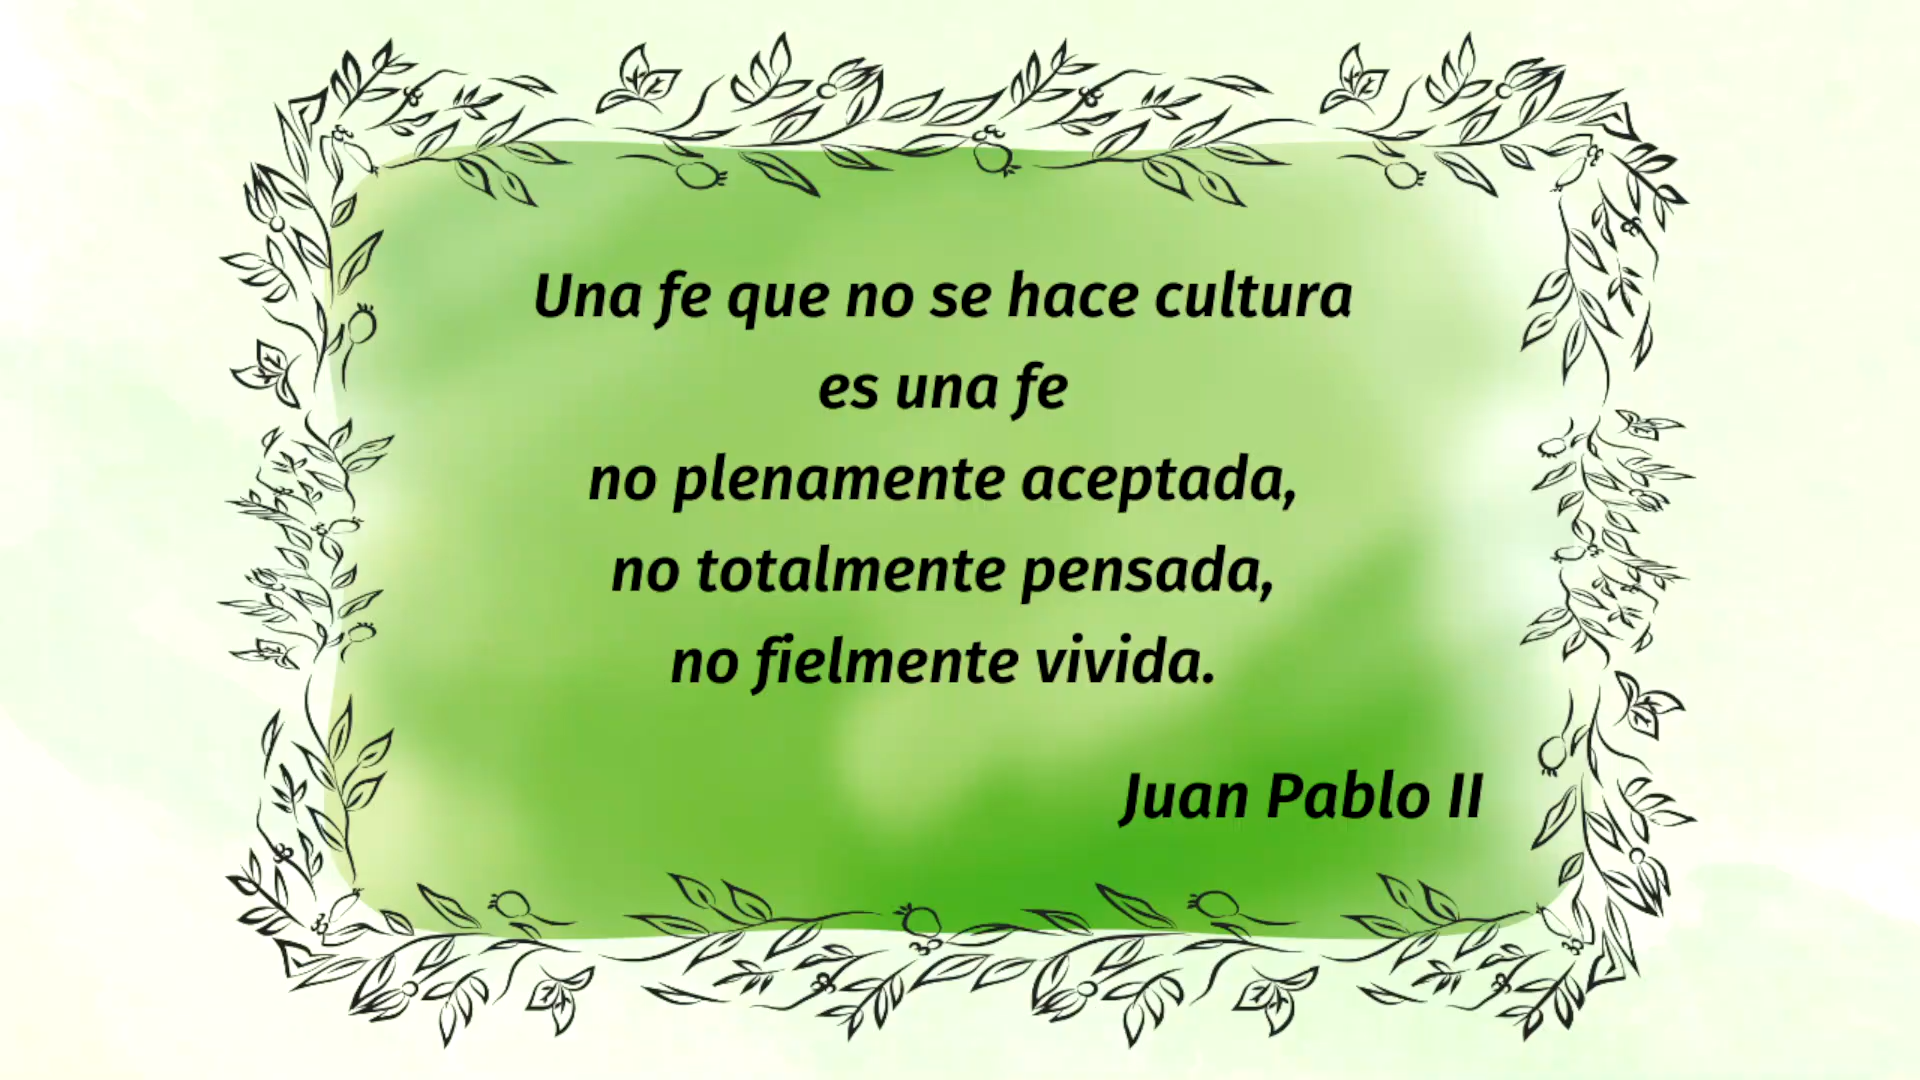 Una fe que no se hace cultura
es una fe
no plenamente aceptada,
no totalmente pensada,
no fielmente vivida.
Juan Pablo II